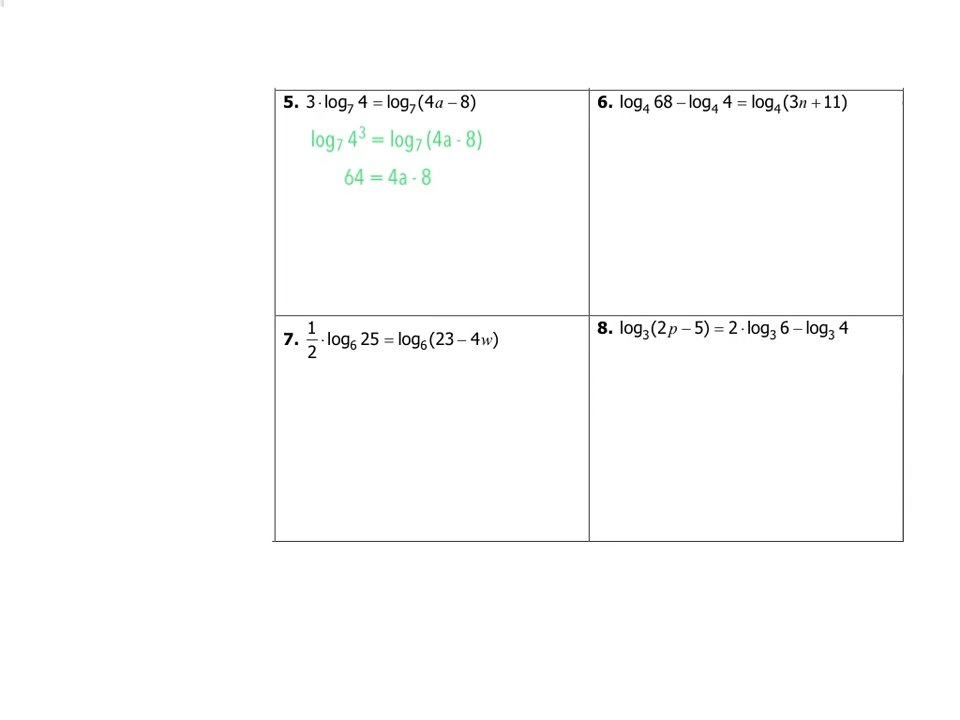 5. 3 · log₇ 4 = log₇(4a − 8)
log₇ 4³ = log₇ (4a - 8)
64 = 4a - 8
6. log₄ 68 − log₄ 4 = log₄(3n + 11)
7. 1/2 · log₆ 25 = log₆(23 − 4w)
8. log₃(2p − 5) = 2 · log₃ 6 − log₃ 4